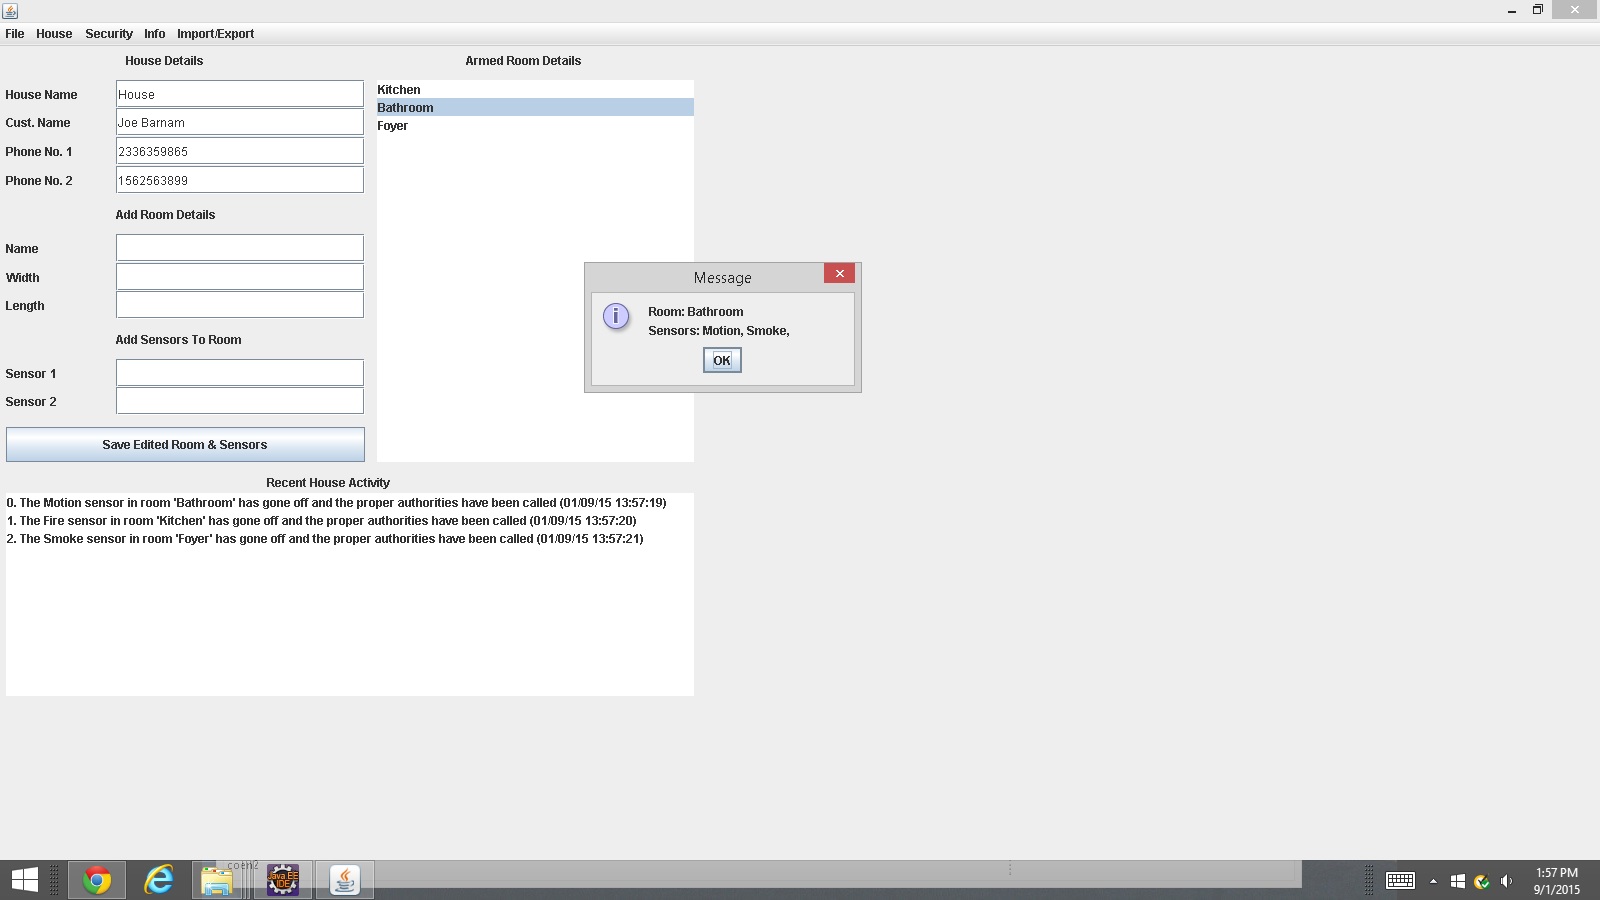 File House Security Info Import/Export
House Details
Armed Room Details
House Name House
Cust. Name Joe Barnam
Phone No. 1 2336359865
Phone No. 2 1562563899
Add Room Details
Name
Width
Length
Add Sensors To Room
Sensor 1
Sensor 2
Save Edited Room & Sensors
Kitchen
Bathroom
Foyer
Message
Room: Bathroom
Sensors: Motion, Smoke,
OK
Recent House Activity
0. The Motion sensor in room 'Bathroom' has gone off and the proper authorities have been called (01/09/15 13:57:19)
1. The Fire sensor in room 'Kitchen' has gone off and the proper authorities have been called (01/09/15 13:57:20)
2. The Smoke sensor in room 'Foyer' has gone off and the proper authorities have been called (01/09/15 13:57:21)
coen2
Java EE
IDE
1:57 PM
9/1/2015